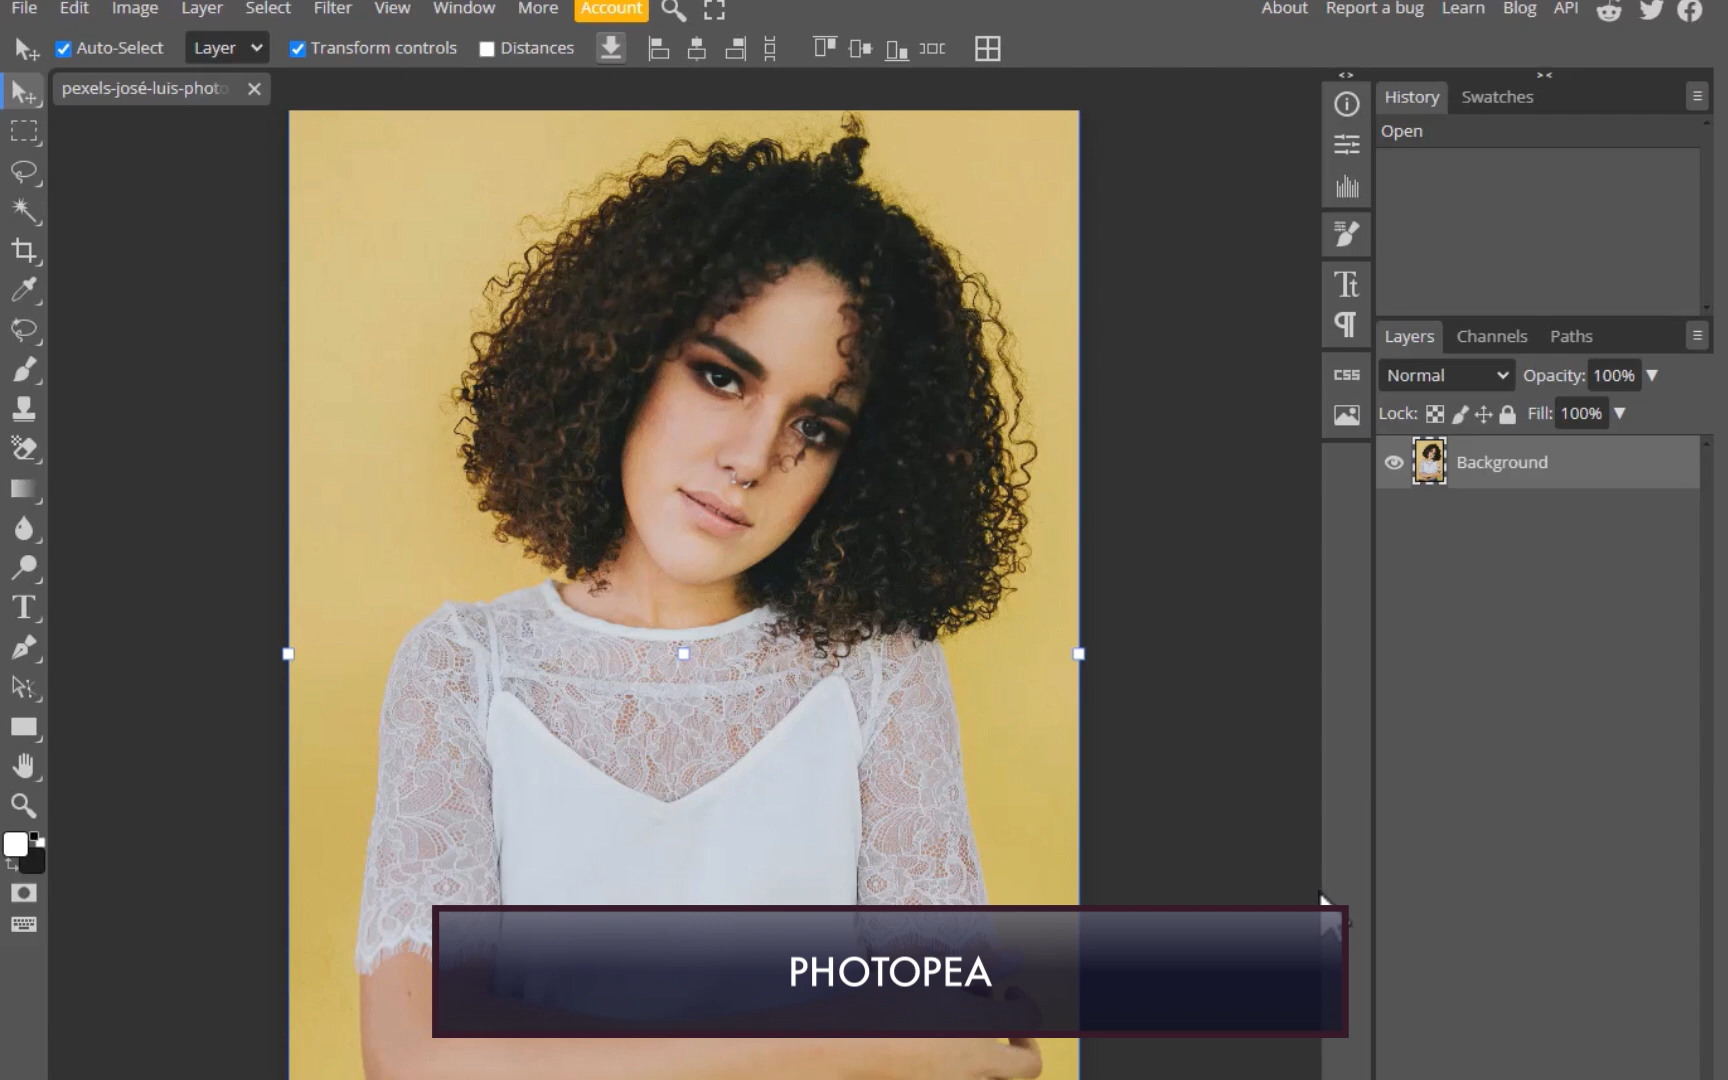 File Edit Image Layer Select Filter View Window More Account About Report a bug Learn Blog API
Auto-Select Layer Transform controls Distances
pexels-josé-luis-photo
History Swatches
Open
Layers Channels Paths
Normal Opacity: 100%
Lock: Fill: 100%
Background
CSS
PHOTOPEA